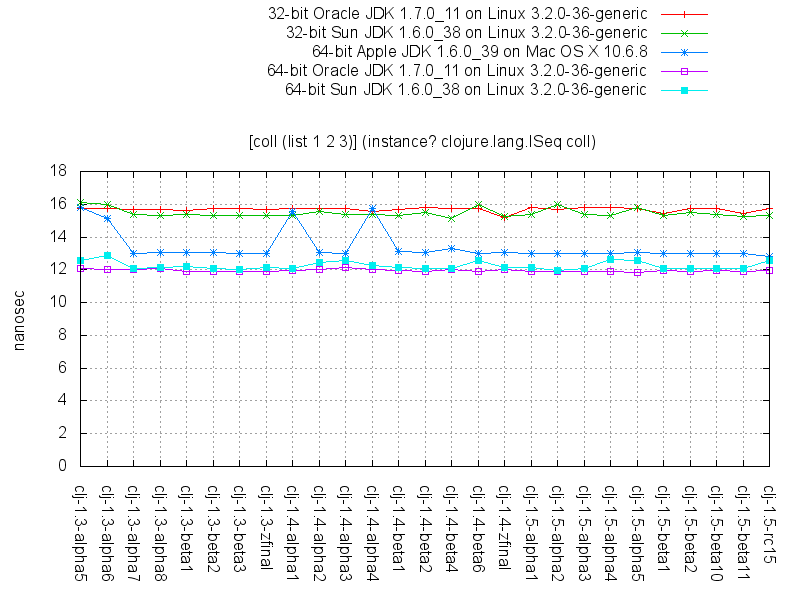 32-bit Oracle JDK 1.7.0_11 on Linux 3.2.0-36-generic
32-bit Sun JDK 1.6.0_38 on Linux 3.2.0-36-generic
64-bit Apple JDK 1.6.0_39 on Mac OS X 10.6.8
64-bit Oracle JDK 1.7.0_11 on Linux 3.2.0-36-generic
64-bit Sun JDK 1.6.0_38 on Linux 3.2.0-36-generic
[coll (list 1 2 3)] (instance? clojure.lang.ISeq coll)
18
16
14
12
10
8
6
4
2
0
nanosec
clj-1.3-alpha5
clj-1.3-alpha6
clj-1.3-alpha7
clj-1.3-alpha8
clj-1.3-beta1
clj-1.3-beta2
clj-1.3-beta3
clj-1.3-zfinal
clj-1.4-alpha1
clj-1.4-alpha2
clj-1.4-alpha3
clj-1.4-alpha4
clj-1.4-beta1
clj-1.4-beta2
clj-1.4-beta4
clj-1.4-beta6
clj-1.4-zfinal
clj-1.5-alpha1
clj-1.5-alpha2
clj-1.5-alpha3
clj-1.5-alpha4
clj-1.5-alpha5
clj-1.5-beta1
clj-1.5-beta2
clj-1.5-beta10
clj-1.5-beta11
clj-1.5-rc15